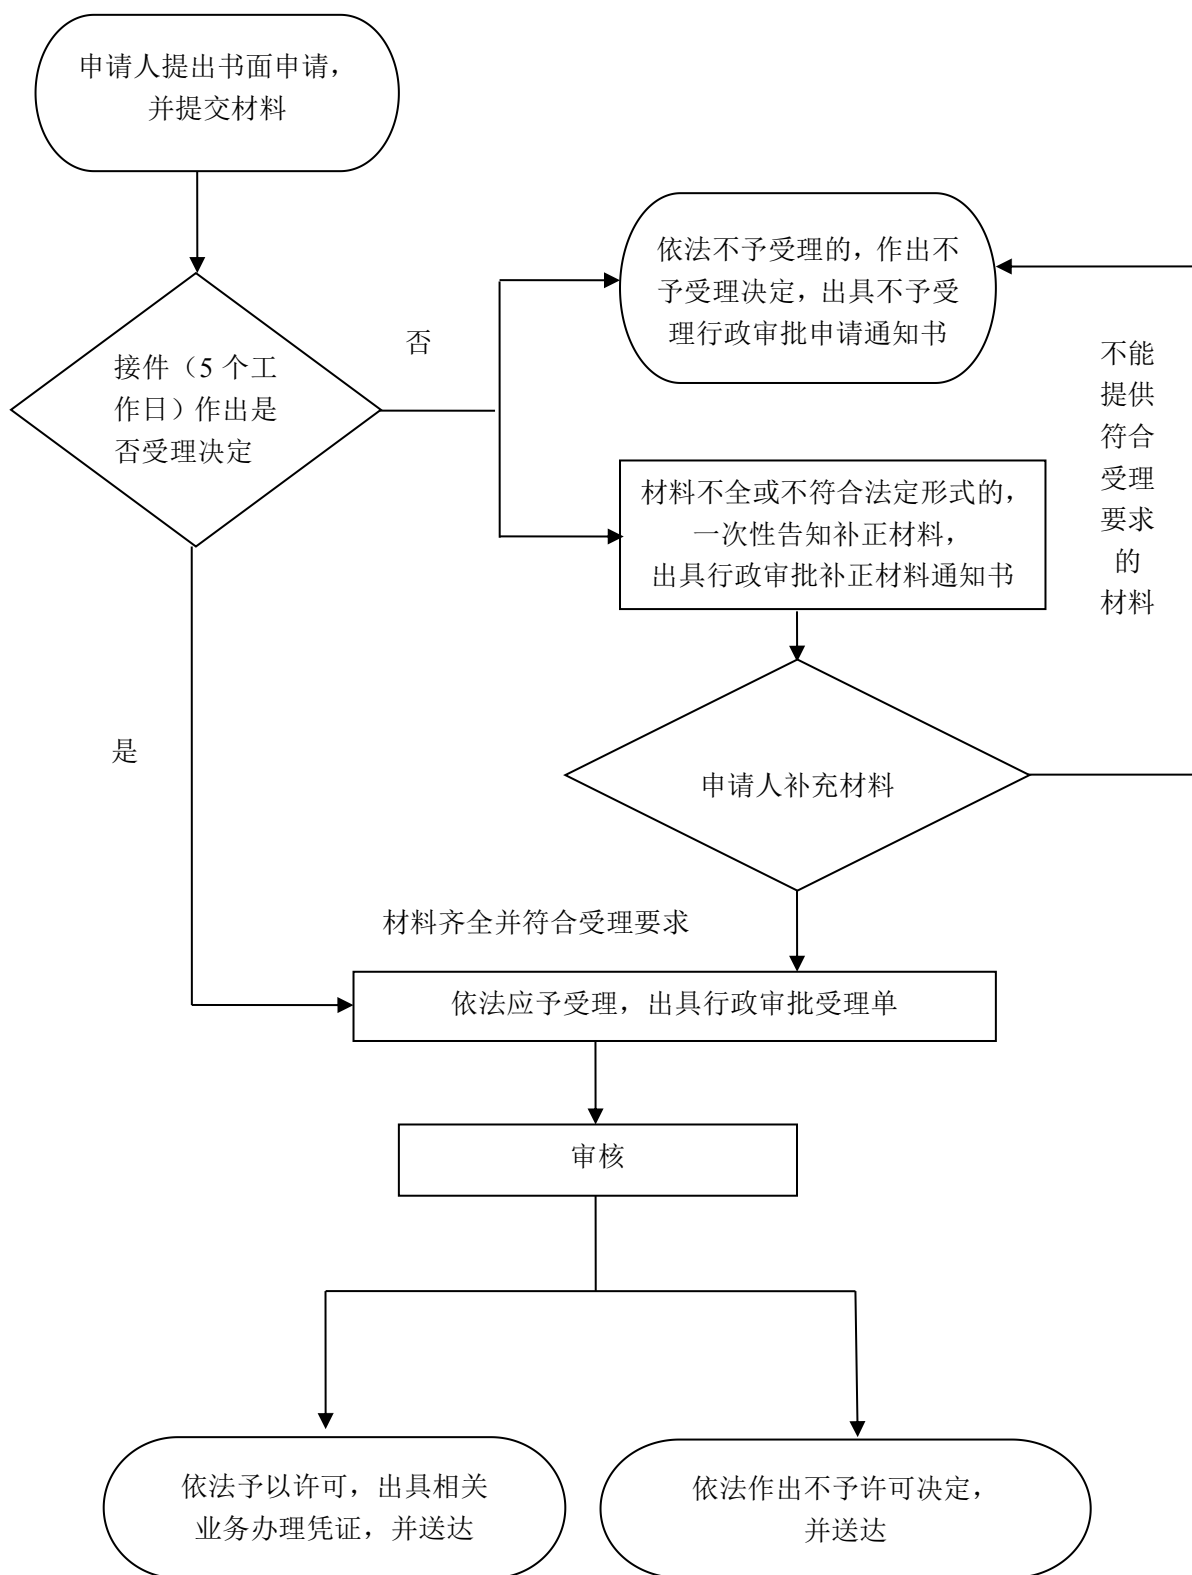 申请人提出书面申请，
并提交材料
依法不予受理的，作出不
予受理决定，出具不予受
理行政审批申请通知书
否
接件（5 个工
作日）作出是
否受理决定
不能
提供
符合
受理
要求
的
材料
材料不全或不符合法定形式的，
一次性告知补正材料，
出具行政审批补正材料通知书
是
申请人补充材料
材料齐全并符合受理要求
依法应予受理，出具行政审批受理单
审核
依法予以许可，出具相关
业务办理凭证，并送达
依法作出不予许可决定，
并送达